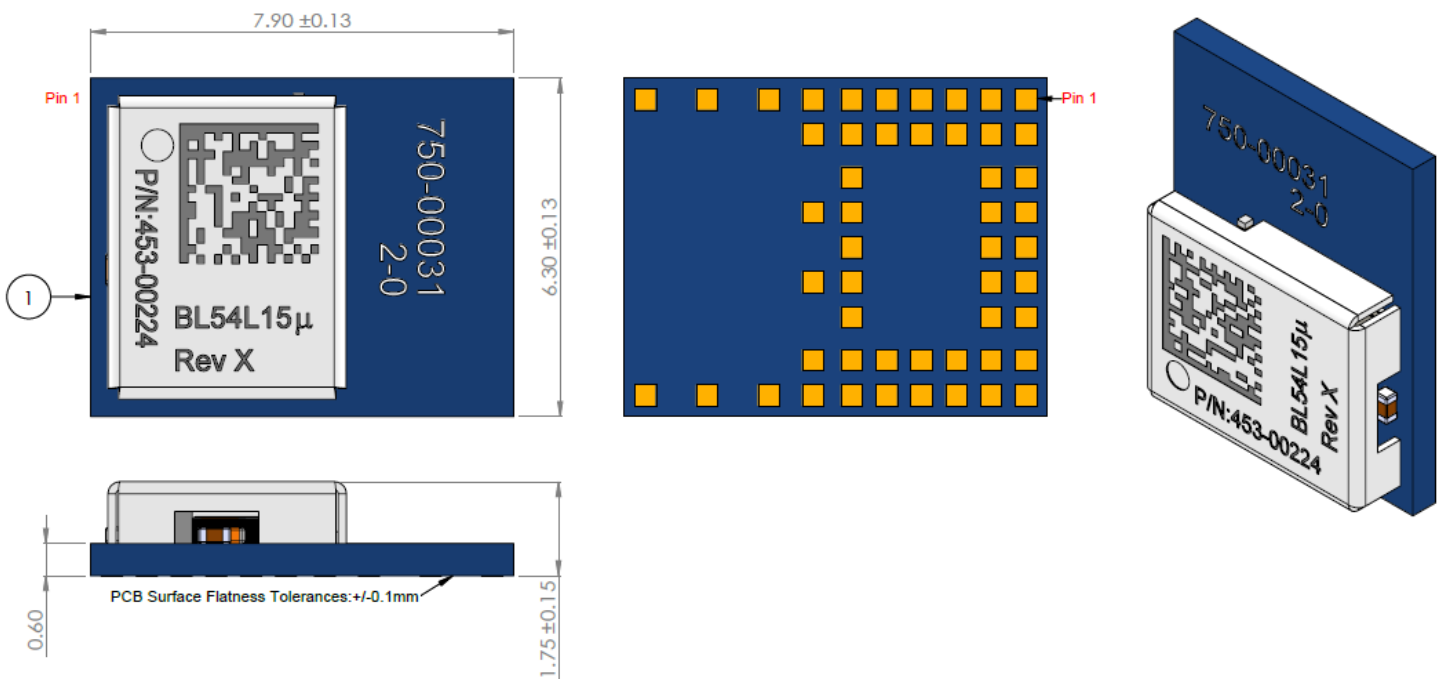 7.90 ±0.13
Pin 1
P/N:453-00224
BL54L15µ
Rev X
750-00031
2-0
6.30 ±0.13
1
Pin 1
750-00031
2-0
BL54L15µ
Rev X
P/N:453-00224
PCB Surface Flatness Tolerances:+/-0.1mm
0.60
1.75 ±0.15